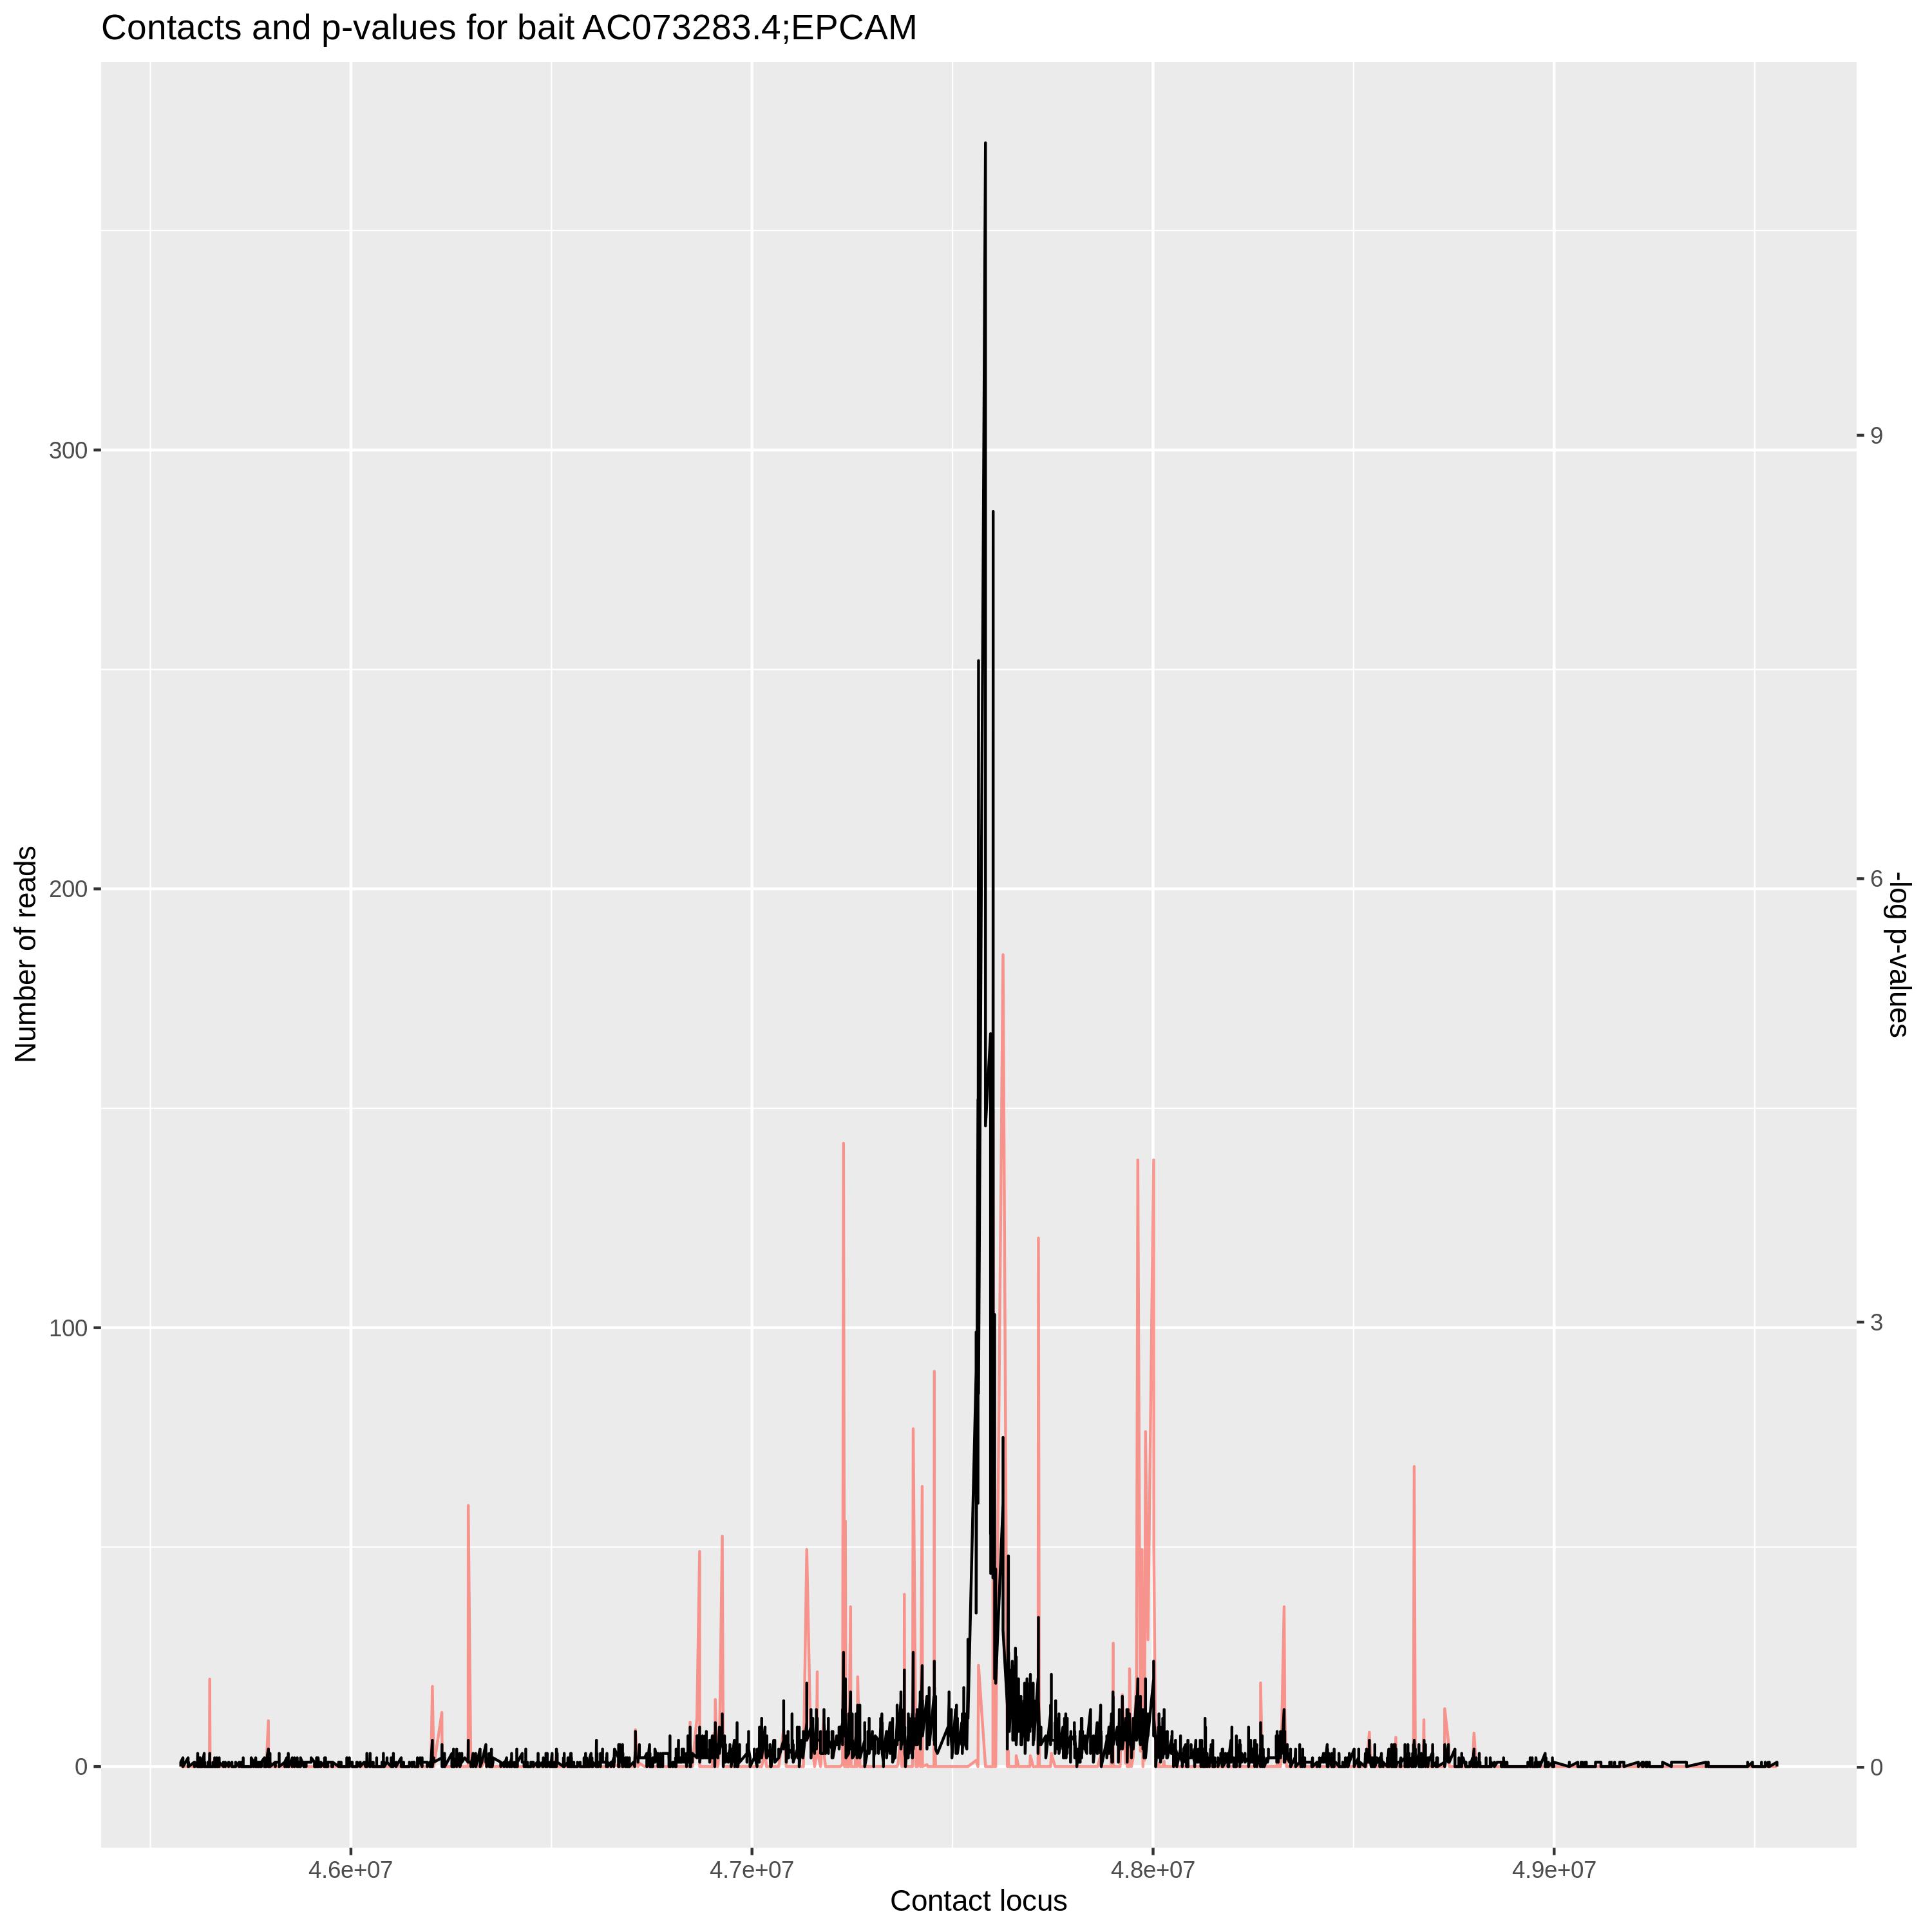 Contacts and p-values for bait AC073283.4;EPCAM
300
200
100
0
Number of reads
9
6
3
0
-log p-values
4.6e+07
4.7e+07
4.8e+07
4.9e+07
Contact locus